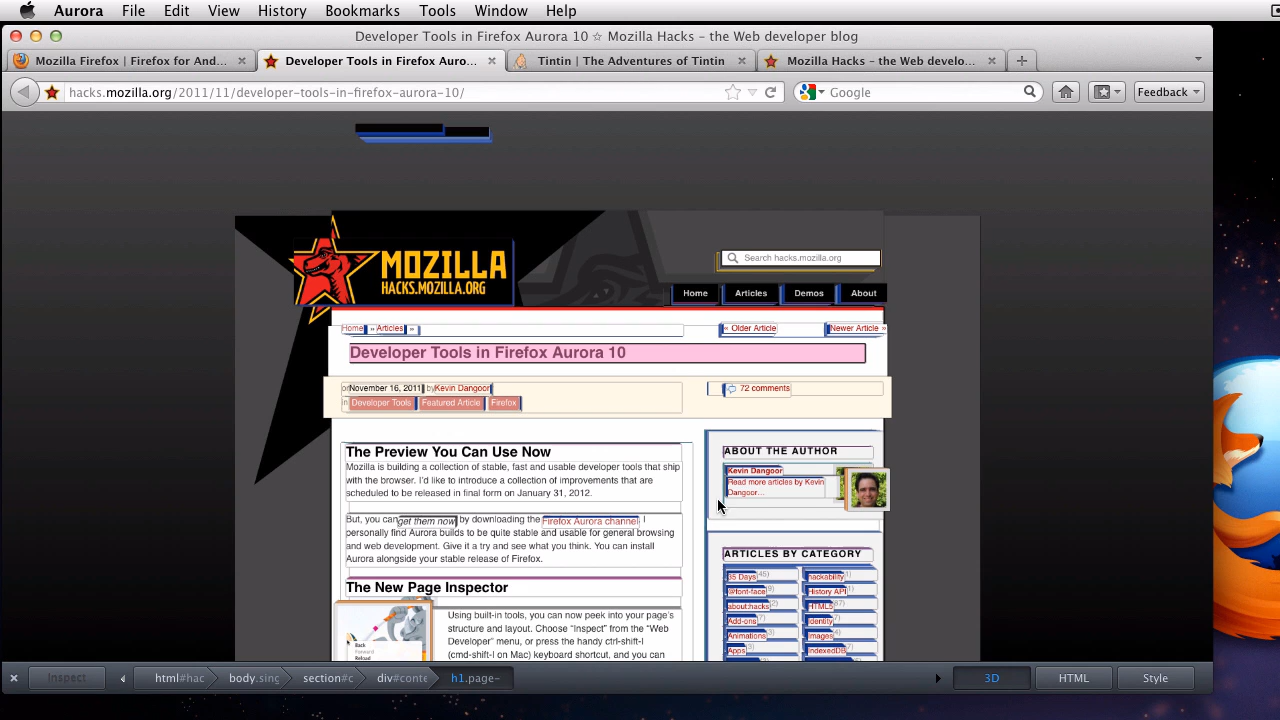 Aurora File Edit View History Bookmarks Tools Window Help
Developer Tools in Firefox Aurora 10 ☆ Mozilla Hacks – the Web developer blog
Mozilla Firefox | Firefox for And...
Developer Tools in Firefox Auro...
Tintin | The Adventures of Tintin
Mozilla Hacks – the Web develo...
hacks.mozilla.org/2011/11/developer-tools-in-firefox-aurora-10/
Google
Feedback
MOZILLA
HACKS.MOZILLA.ORG
Search hacks.mozilla.org
Home Articles Demos About
Home » Articles »
« Older Article Newer Article »
Developer Tools in Firefox Aurora 10
on November 16, 2011 by Kevin Dangoor
in Developer Tools Featured Article Firefox
72 comments
The Preview You Can Use Now
Mozilla is building a collection of stable, fast and usable developer tools that ship
with the browser. I'd like to introduce a collection of improvements that are
scheduled to be released in final form on January 31, 2012.
But, you can get them now by downloading the Firefox Aurora channel. I
personally find Aurora builds to be quite stable and usable for general browsing
and web development. Give it a try and see what you think. You can install
Aurora alongside your stable release of Firefox.
The New Page Inspector
Back
Forward
Reload
Using built-in tools, you can now peek into your page's
structure and layout. Choose "Inspect" from the "Web
Developer" menu, or press the handy ctrl-shift-I
(cmd-shift-I on Mac) keyboard shortcut, and you can
ABOUT THE AUTHOR
Kevin Dangoor
Read more articles by Kevin
Dangoor…
ARTICLES BY CATEGORY
35 Days (45)
@font-face
about:hacks
Add-ons
Animations
Apps
hackability
History API
HTML5
Identity
Images
IndexedDB
Inspect
html#hac body.sing section#c div#conte h1.page-
3D HTML Style